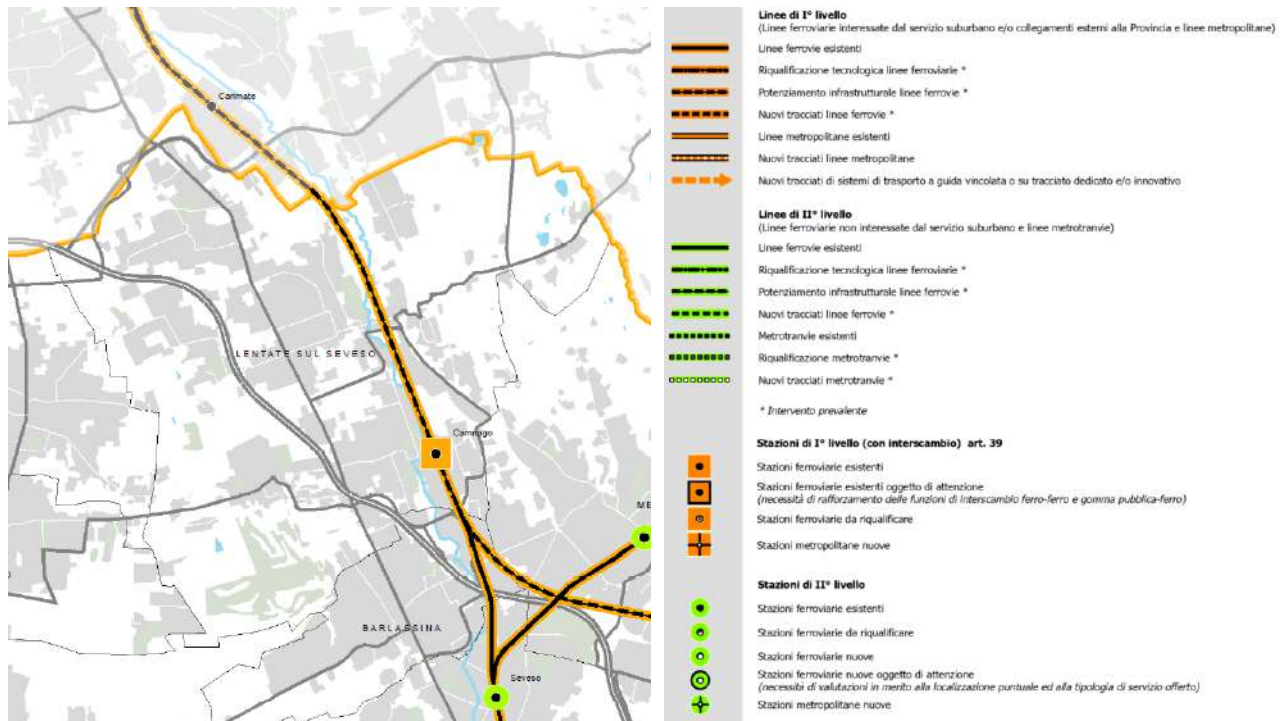 Carimate
LENTATE SUL SEVESO
Camnago
ME
BARLASSINA
Seveso
Linee di I° livello
(Linee ferroviarie interessate dal servizio suburbano e/o collegamenti esterni alla Provincia e linee metropolitane)
Linee ferrovie esistenti
Riqualificazione tecnologica linee ferroviarie *
Potenziamento infrastrutturale linee ferrovie *
Nuovi tracciati linee ferrovie *
Linee metropolitane esistenti
Nuovi tracciati linee metropolitane
Nuovi tracciati di sistemi di trasporto a guida vincolata o su tracciato dedicato e/o innovativo
Linee di II° livello
(Linee ferroviarie non interessate dal servizio suburbano e linee metrotranvie)
Linee ferrovie esistenti
Riqualificazione tecnologica linee ferroviarie *
Potenziamento infrastrutturale linee ferrovie *
Nuovi tracciati linee ferrovie *
Metrotranvie esistenti
Riqualificazione metrotranvie *
Nuovi tracciati metrotranvie *
* Intervento prevalente
Stazioni di I° livello (con interscambio) art. 39
Stazioni ferroviarie esistenti
Stazioni ferroviarie esistenti oggetto di attenzione
(necessità di rafforzamento delle funzioni di interscambio ferro-ferro e gomma pubblica-ferro)
Stazioni ferroviarie da riqualificare
Stazioni metropolitane nuove
Stazioni di II° livello
Stazioni ferroviarie esistenti
Stazioni ferroviarie da riqualificare
Stazioni ferroviarie nuove
Stazioni ferroviarie nuove oggetto di attenzione
(necessità di valutazioni in merito alla localizzazione puntuale ed alla tipologia di servizio offerto)
Stazioni metropolitane nuove